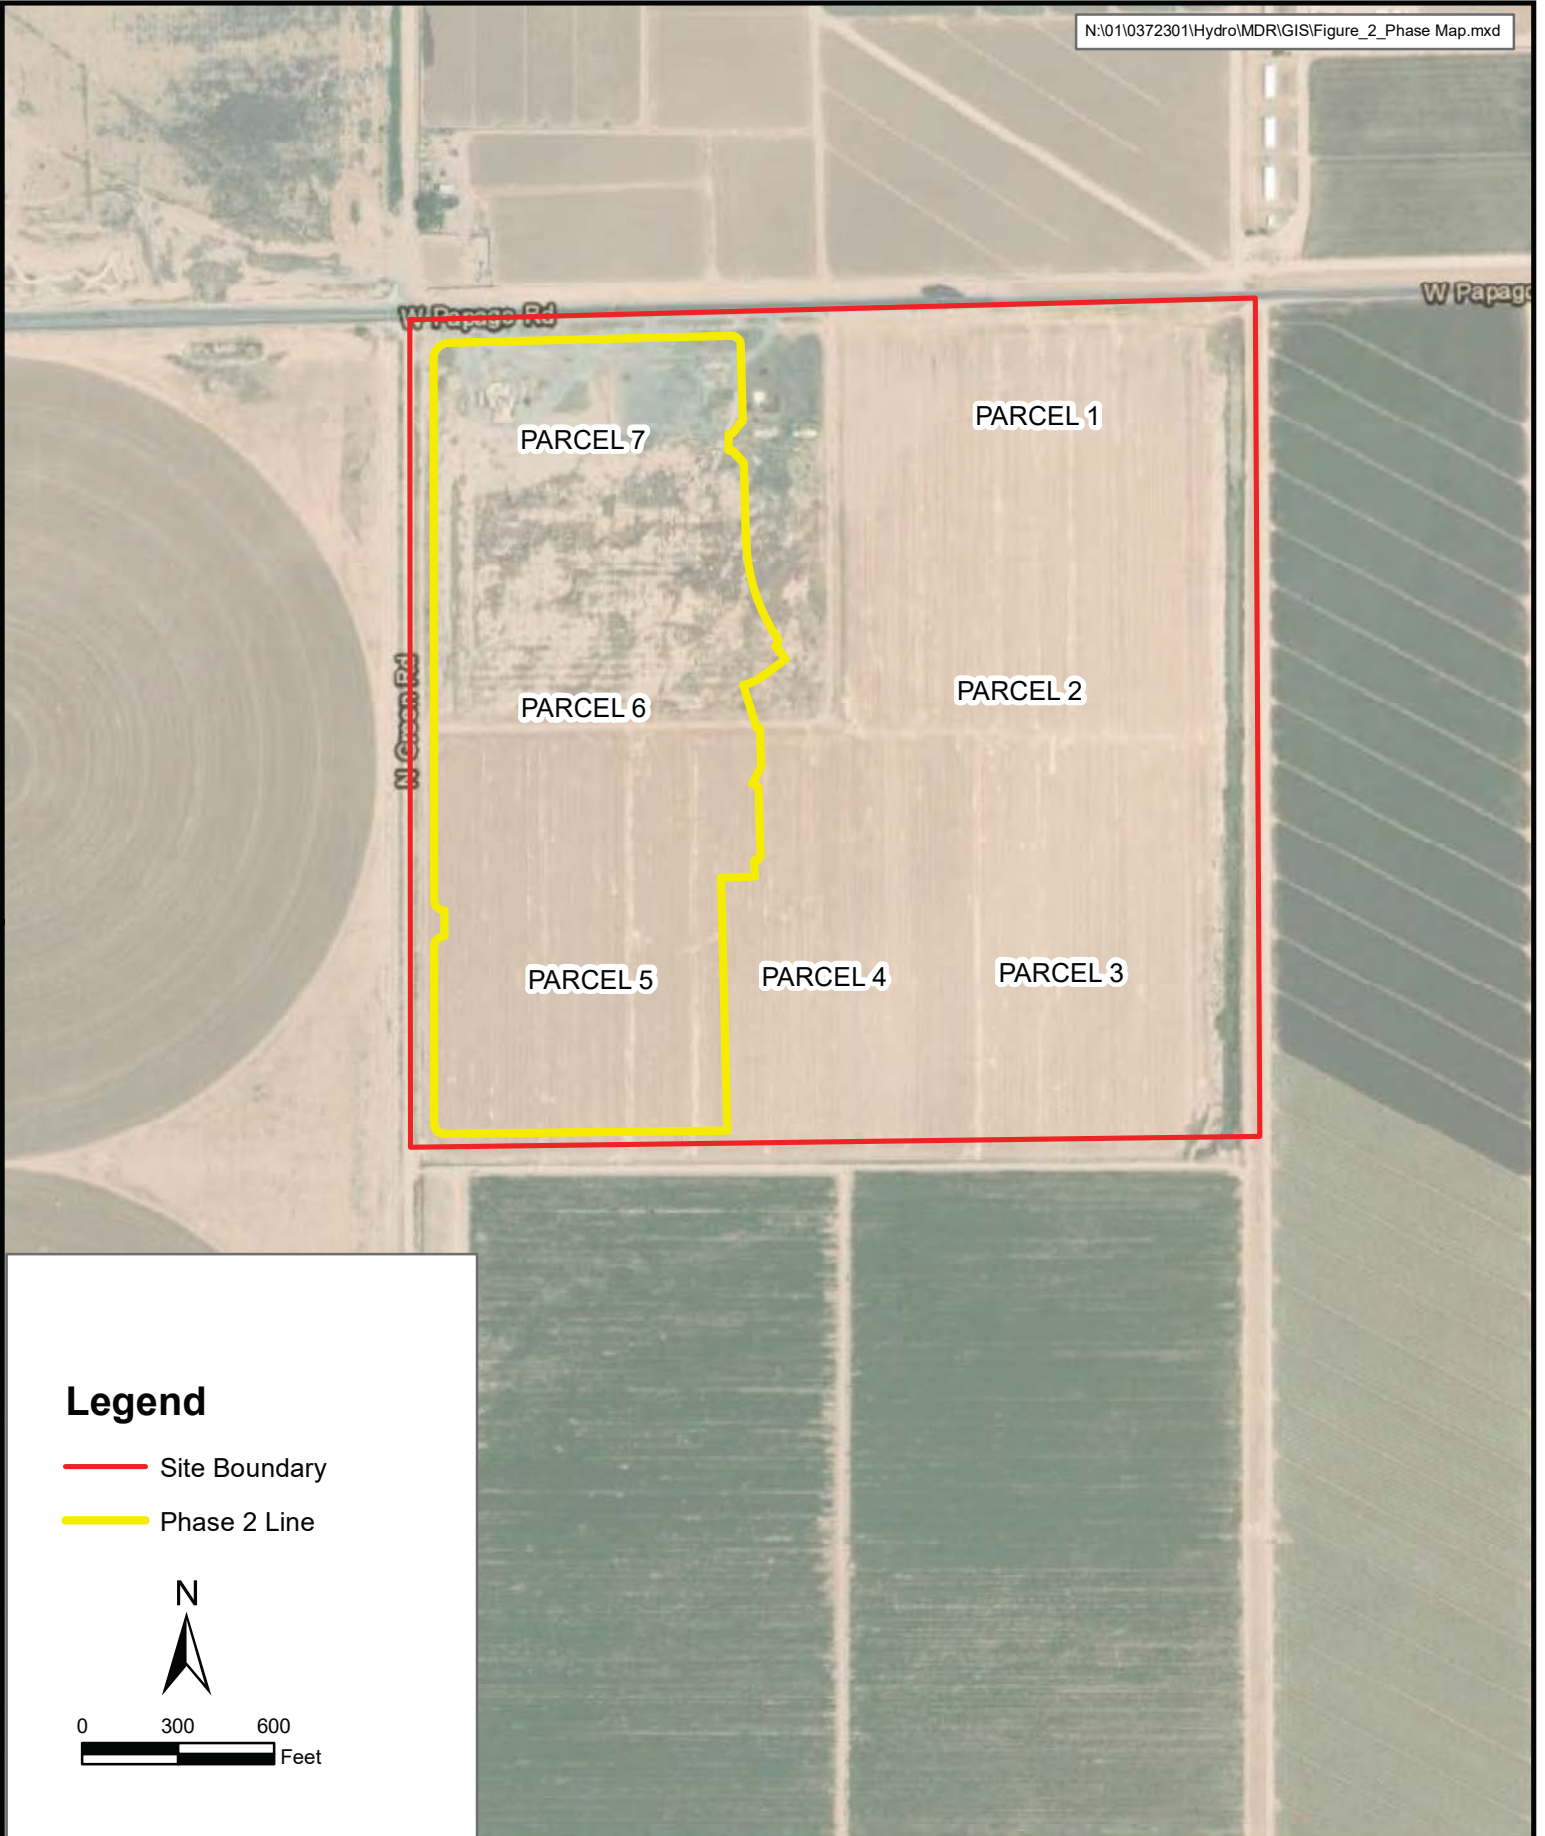 N:\01\0372301\Hydro\MDR\GIS\Figure_2_Phase Map.mxd
W Papago
W Papago Rd
PARCEL 1
PARCEL 7
PARCEL 2
PARCEL 6
N Green Rd
PARCEL 3
PARCEL 4
PARCEL 5
Legend
Site Boundary
Phase 2 Line
N
0 300 600
Feet